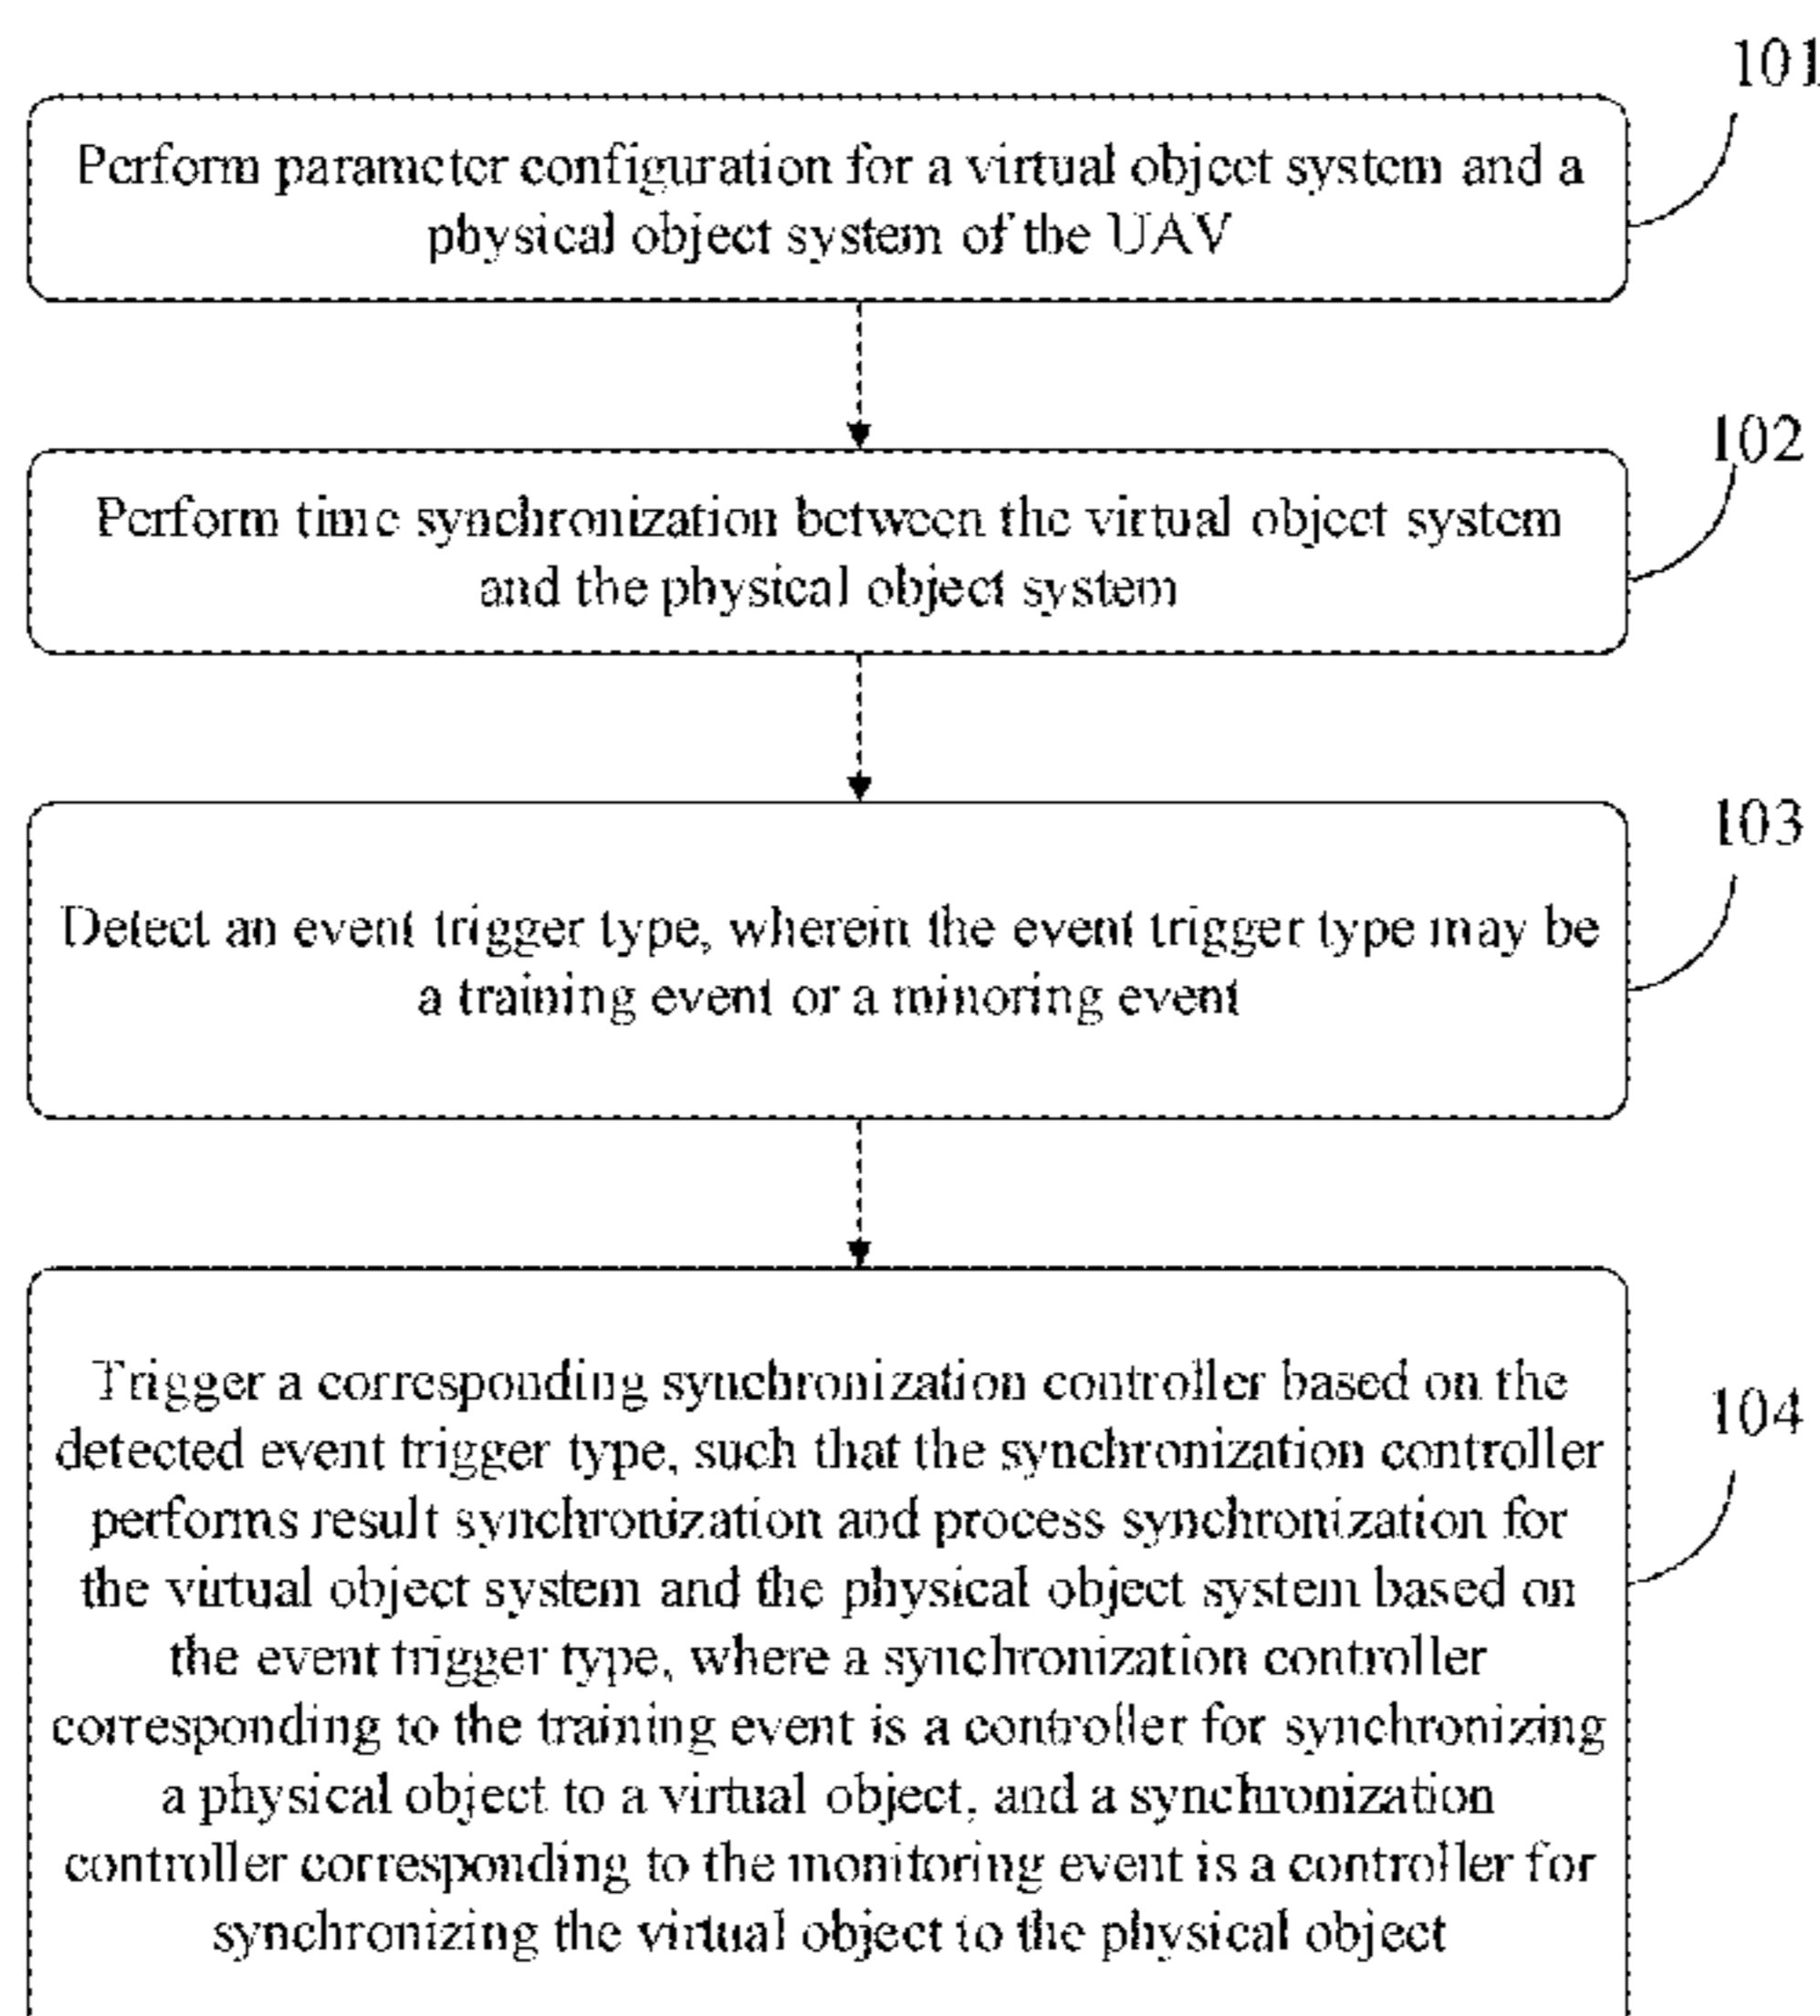 101
Perform parameter configuration for a virtual object system and a
physical object system of the UAV
102
Perform time synchronization between the virtual object system
and the physical object system
103
Detect an event trigger type, wherein the event trigger type may be
a training event or a minoring event
104
Trigger a corresponding synchronization controller based on the
detected event trigger type, such that the synchronization controller
performs result synchronization and process synchronization for
the virtual object system and the physical object system based on
the event trigger type, where a synchronization controller
corresponding to the training event is a controller for synchronizing
a physical object to a virtual object, and a synchronization
controller corresponding to the monitoring event is a controller for
synchronizing the virtual object to the physical object